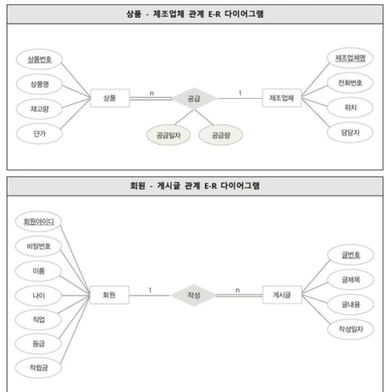 상품 - 제조업체 관계 E-R 다이어그램
상품번호
상품명
재고량
단가
상품
n
공급
1
제조업체
공급일자
공급량
제조업체명
전화번호
위치
담당자
회원 - 게시글 관계 E-R 다이어그램
회원아이디
비밀번호
이름
나이
직업
등급
적립금
회원
1
작성
n
게시글
글번호
글제목
글내용
작성일자